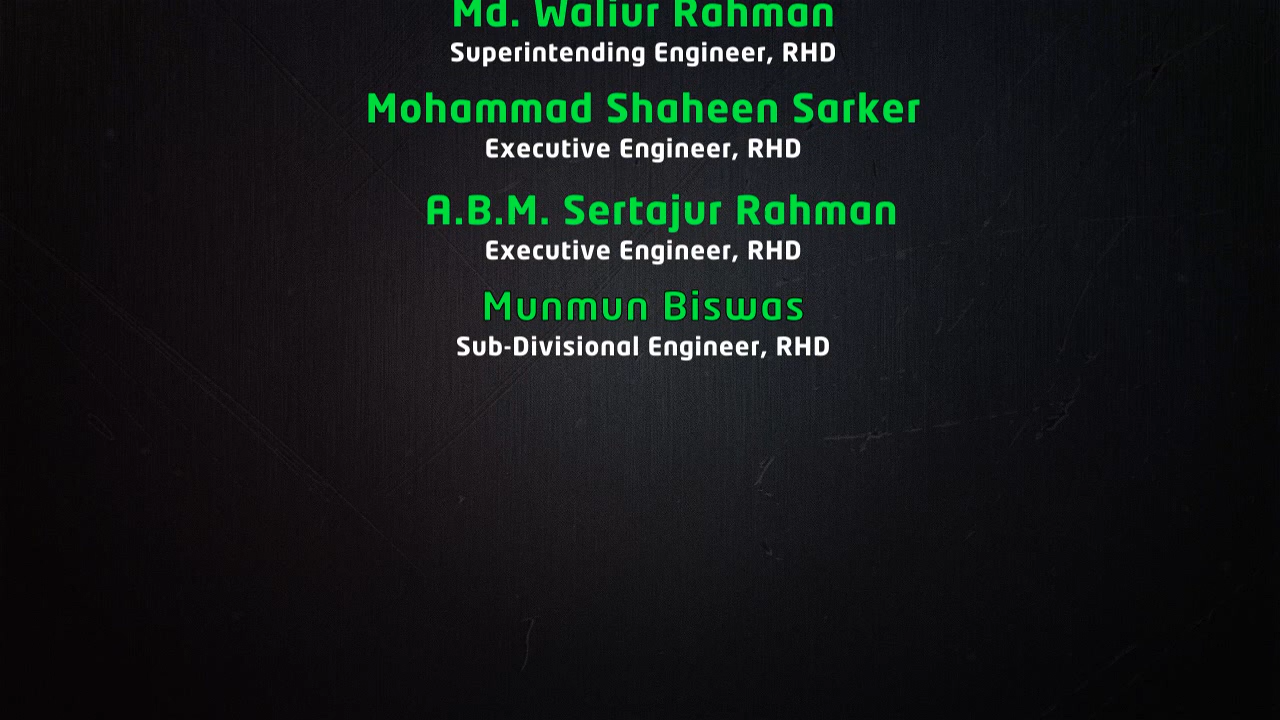 Md. Waliur Rahman
Superintending Engineer, RHD
Mohammad Shaheen Sarker
Executive Engineer, RHD
A.B.M. Sertajur Rahman
Executive Engineer, RHD
Munmun Biswas
Sub-Divisional Engineer, RHD